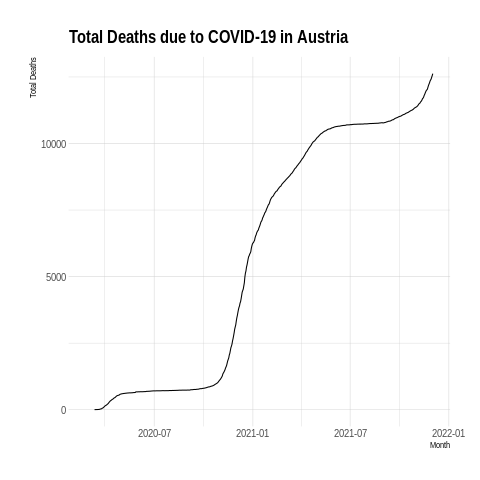 Total Deaths due to COVID-19 in Austria
Total Deaths
10000
5000
0
2020-07 2021-01 2021-07 2022-01
Month